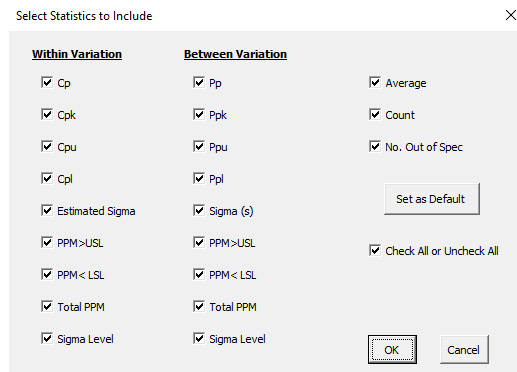 Select Statistics to Include
Within Variation
Cp
Cpk
Cpu
Cpl
Estimated Sigma
PPM>USL
PPM< LSL
Total PPM
Sigma Level
Between Variation
Pp
Ppk
Ppu
Ppl
Sigma (s)
PPM>USL
PPM< LSL
Total PPM
Sigma Level
Average
Count
No. Out of Spec
Set as Default
Check All or Uncheck All
OK
Cancel